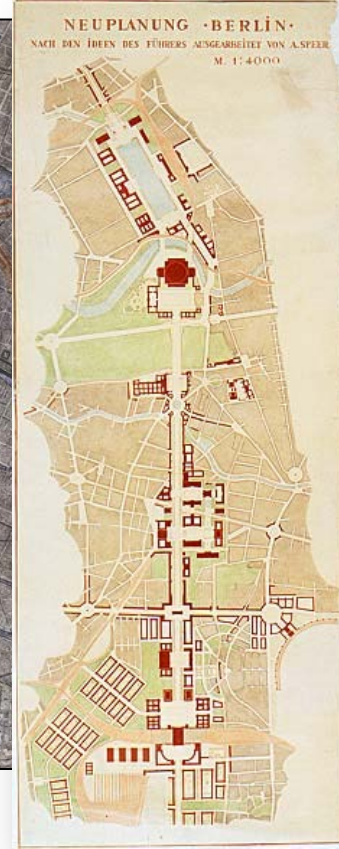 NEUPLANUNG · BERLIN ·
NACH DEN IDEEN DES FÜHRERS AUSGEARBEITET VON A. SPEER
M. 1:4000